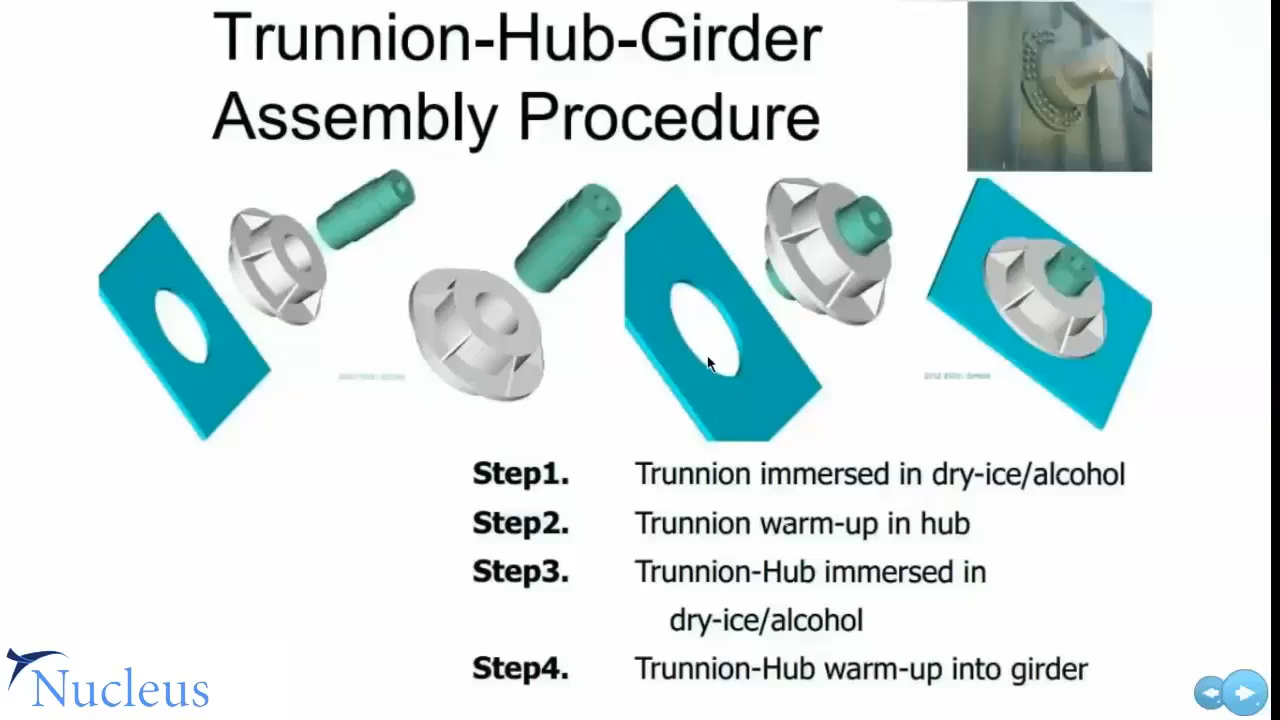 Trunnion-Hub-Girder
Assembly Procedure
Step1. Trunnion immersed in dry-ice/alcohol
Step2. Trunnion warm-up in hub
Step3. Trunnion-Hub immersed in
dry-ice/alcohol
Step4. Trunnion-Hub warm-up into girder
Nucleus